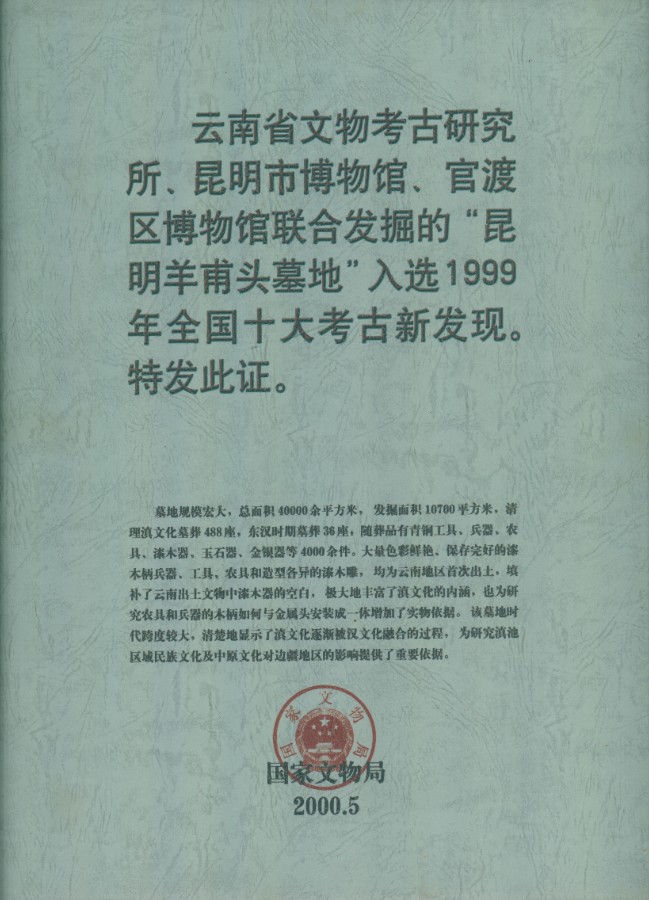 云南省文物考古研究
所、昆明市博物馆、官渡
区博物馆联合发掘的“昆
明羊甫头墓地”入选1999
年全国十大考古新发现。
特发此证。
墓地规模宏大，总面积40000余平方米，发掘面积10700平方米，清
理滇文化墓葬488座，东汉时期墓葬36座，随葬品有青铜工具、兵器、农
具、漆木器、玉石器、金银器等4000余件。大量色彩鲜艳、保存完好的漆
木柄兵器、工具、农具和造型各异的漆木雕，均为云南地区首次出土，填
补了云南出土文物中漆木器的空白，极大地丰富了滇文化的内涵，也为研
究农具和兵器的木柄如何与金属头安装成一体增加了实物依据。该墓地时
代跨度较大，清楚地显示了滇文化逐渐被汉文化融合的过程，为研究滇池
区域民族文化及中原文化对边疆地区的影响提供了重要依据。
国家文物局
国家文物局
2000.5